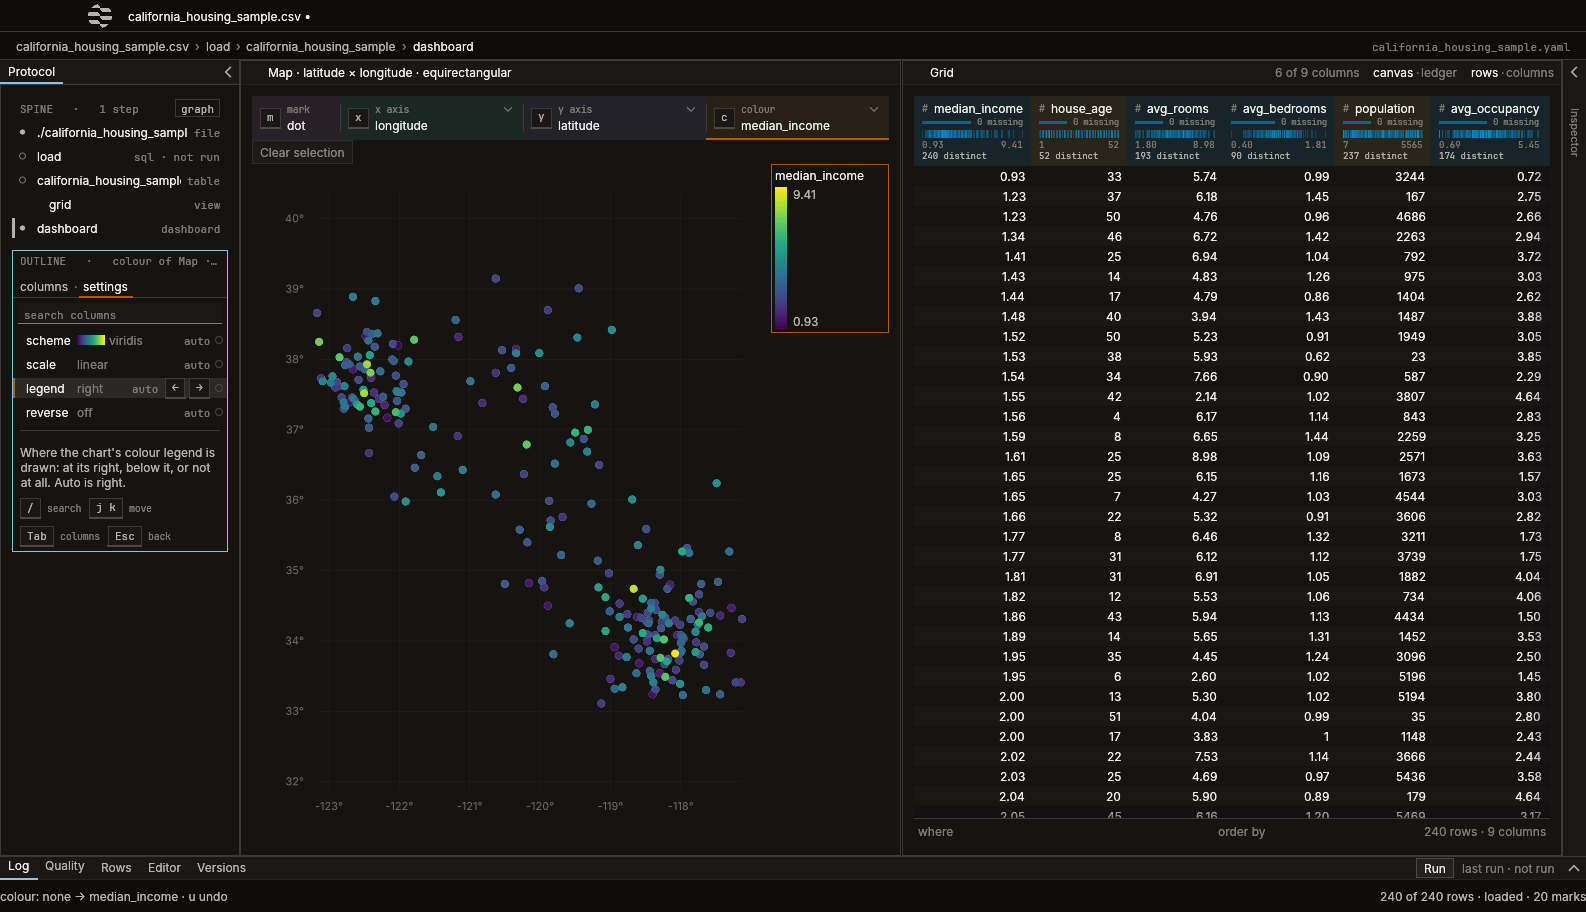 california_housing_sample.csv •
california_housing_sample.csv › load › california_housing_sample › dashboard
california_housing_sample.yaml
Protocol
SPINE · 1 step graph
./california_housing_sampl file
load sql · not run
california_housing_sampl table
grid view
dashboard dashboard
OUTLINE · colour of Map ·…
columns · settings
search columns
scheme viridis auto
scale linear auto
legend right auto ← →
reverse off auto
Where the chart's colour legend is
drawn: at its right, below it, or not
at all. Auto is right.
/ search j k move
Tab columns Esc back
Map · latitude × longitude · equirectangular
m mark dot
x x axis longitude
y y axis latitude
c colour median_income
Clear selection
median_income
9.41
0.93
40°
39°
38°
37°
36°
35°
34°
33°
32°
-123° -122° -121° -120° -119° -118°
Grid 6 of 9 columns canvas · ledger rows · columns
# median_income # house_age # avg_rooms # avg_bedrooms # population # avg_occupancy
0 missing 0 missing 0 missing 0 missing 0 missing 0 missing
0.93 9.41 1 52 1.80 8.98 0.40 1.81 7 5565 0.69 5.45
240 distinct 52 distinct 193 distinct 90 distinct 237 distinct 174 distinct
0.93 33 5.74 0.99 3244 0.72
1.23 37 6.18 1.45 167 2.75
1.23 50 4.76 0.96 4686 2.66
1.34 46 6.72 1.42 2263 2.94
1.41 25 6.94 1.04 792 3.72
1.43 14 4.83 1.26 975 3.03
1.44 17 4.79 0.86 1404 2.62
1.48 40 3.94 1.43 1487 3.88
1.52 50 5.23 0.91 1949 3.05
1.53 38 5.93 0.62 23 3.85
1.54 34 7.66 0.90 587 2.29
1.55 42 2.14 1.02 3807 4.64
1.56 4 6.17 1.14 843 2.83
1.59 8 6.65 1.44 2259 3.25
1.61 25 8.98 1.09 2571 3.63
1.65 25 6.15 1.16 1673 1.57
1.65 7 4.27 1.03 4544 3.03
1.66 22 5.32 0.91 3606 2.82
1.77 8 6.46 1.32 3211 1.73
1.77 31 6.12 1.12 3739 1.75
1.81 31 6.91 1.05 1882 4.04
1.82 12 5.53 1.06 734 4.06
1.86 43 5.94 1.13 4434 1.50
1.89 14 5.65 1.31 1452 3.53
1.95 35 4.45 1.24 3096 2.50
1.95 6 2.60 1.02 5196 1.45
2.00 13 5.30 1.02 5194 3.80
2.00 51 4.04 0.99 35 2.80
2.00 17 3.83 1 1148 2.43
2.02 22 7.53 1.14 3666 2.44
2.03 25 4.69 0.97 5436 3.58
2.04 20 5.90 0.89 179 4.64
2.05 45 6.16 1.20 5469 3.17
where order by 240 rows · 9 columns
Inspector
Log Quality Rows Editor Versions
Run last run · not run
colour: none → median_income · u undo
240 of 240 rows · loaded · 20 marks